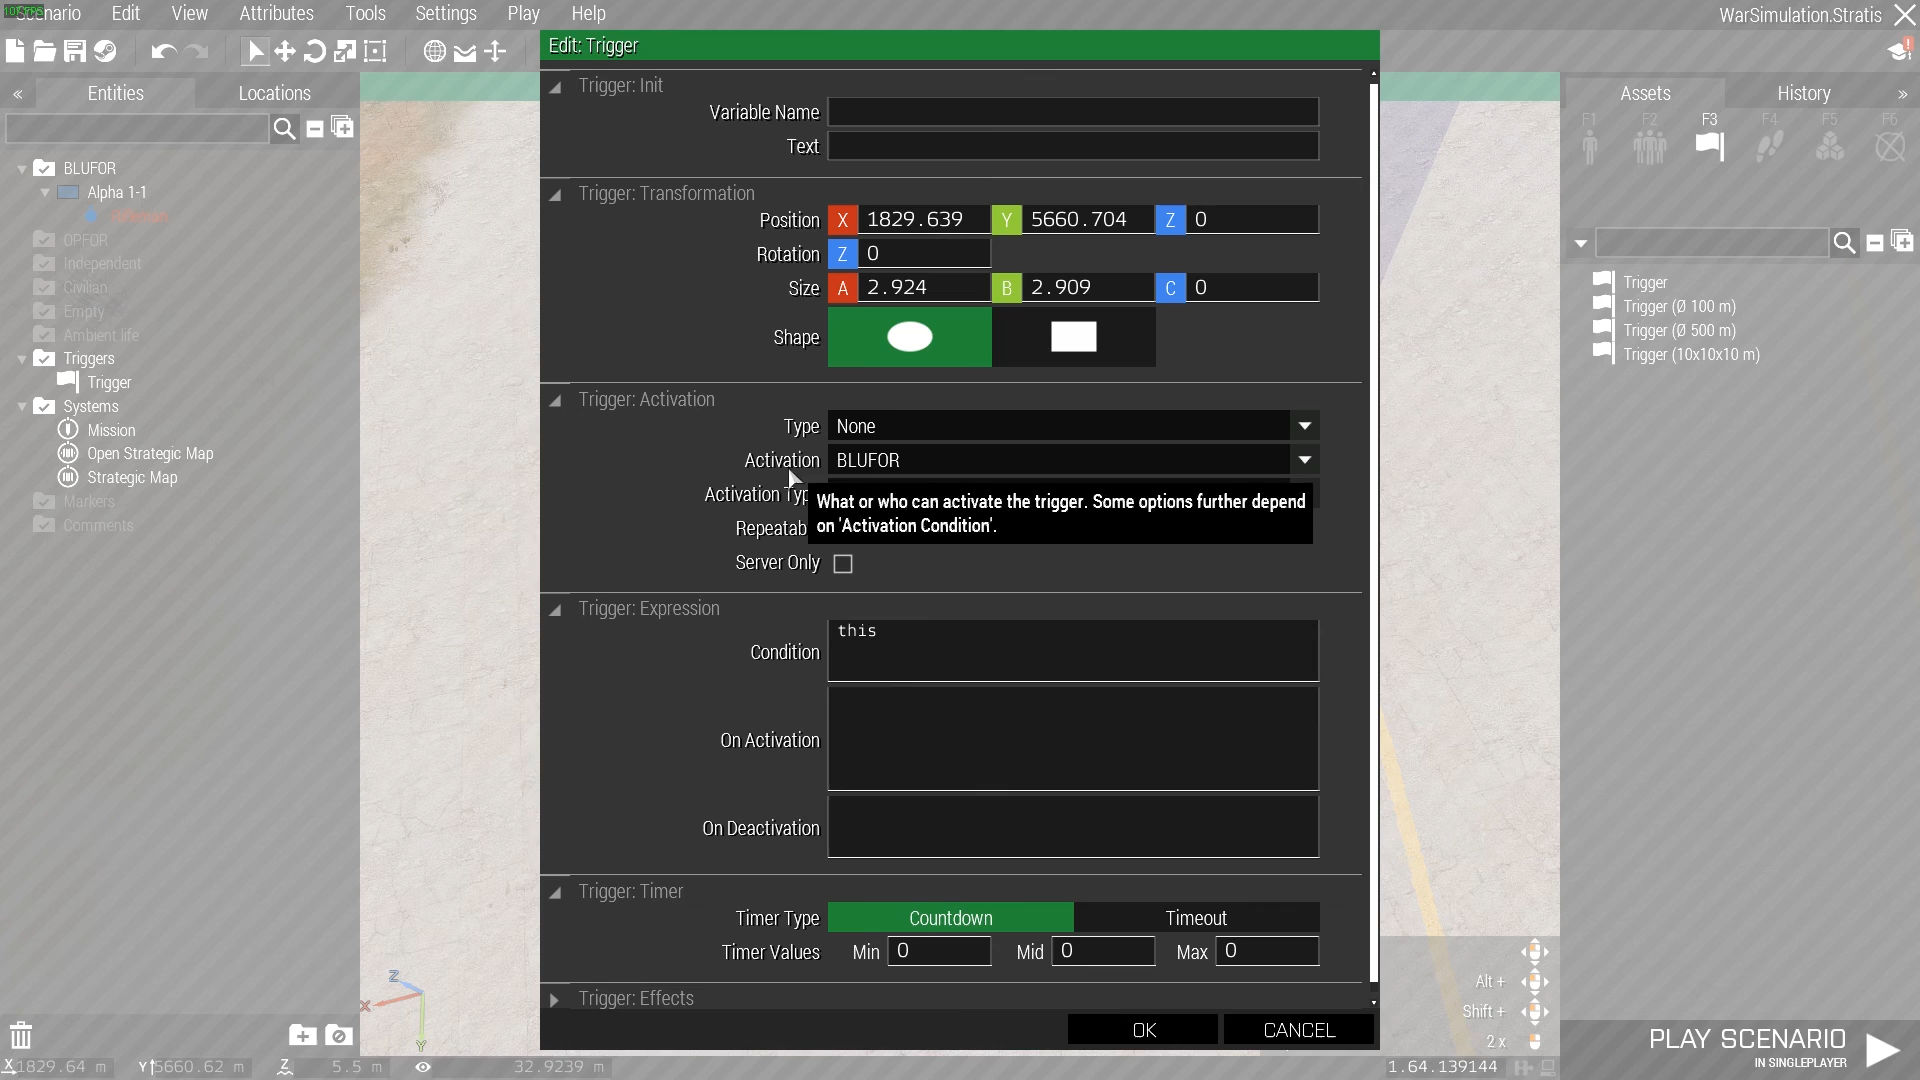 107 FPS
Scenario Edit View Attributes Tools Settings Play Help
WarSimulation.Stratis
Edit: Trigger
Entities Locations
BLUFOR
Alpha 1-1
Rifleman
OPFOR
Independent
Civilian
Empty
Ambient life
Triggers
Trigger
Systems
Mission
Open Strategic Map
Strategic Map
Markers
Comments
Trigger: Init
Variable Name
Text
Trigger: Transformation
Position X 1829.639 Y 5660.704 Z 0
Rotation Z 0
Size A 2.924 B 2.909 C 0
Shape
Trigger: Activation
Type None
Activation BLUFOR
Activation Typ
What or who can activate the trigger. Some options further depend
on 'Activation Condition'.
Repeatab
Server Only
Trigger: Expression
Condition this
On Activation
On Deactivation
Trigger: Timer
Timer Type Countdown Timeout
Timer Values Min 0 Mid 0 Max 0
Trigger: Effects
OK CANCEL
Assets History
F1 F2 F3 F4 F5 F6
Trigger
Trigger (Ø 100 m)
Trigger (Ø 500 m)
Trigger (10x10x10 m)
Z
X
Y
Alt +
Shift +
2 x
PLAY SCENARIO
IN SINGLEPLAYER
X 1829.64 m Y 5660.62 m Z 5.5 m 32.9239 m 1.64.139144